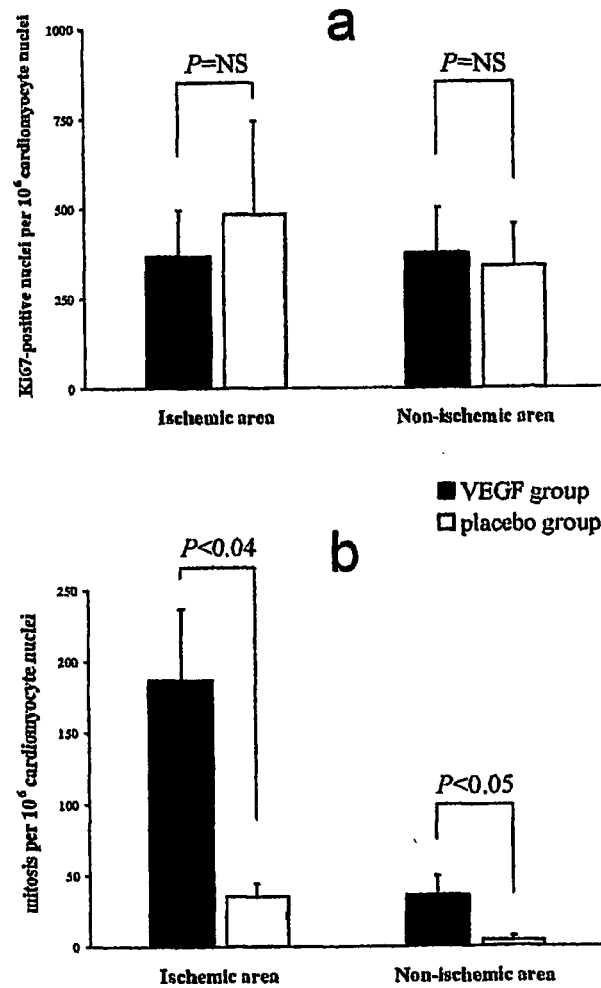 a
1000
750
500
250
0
Ki67-positive nuclei per 10⁶ cardiomyocyte nuclei
P=NS
P=NS
Ischemic area
Non-ischemic area
VEGF group
placebo group
b
250
200
150
100
50
0
mitosis per 10⁶ cardiomyocyte nuclei
P<0.04
P<0.05
Ischemic area
Non-ischemic area